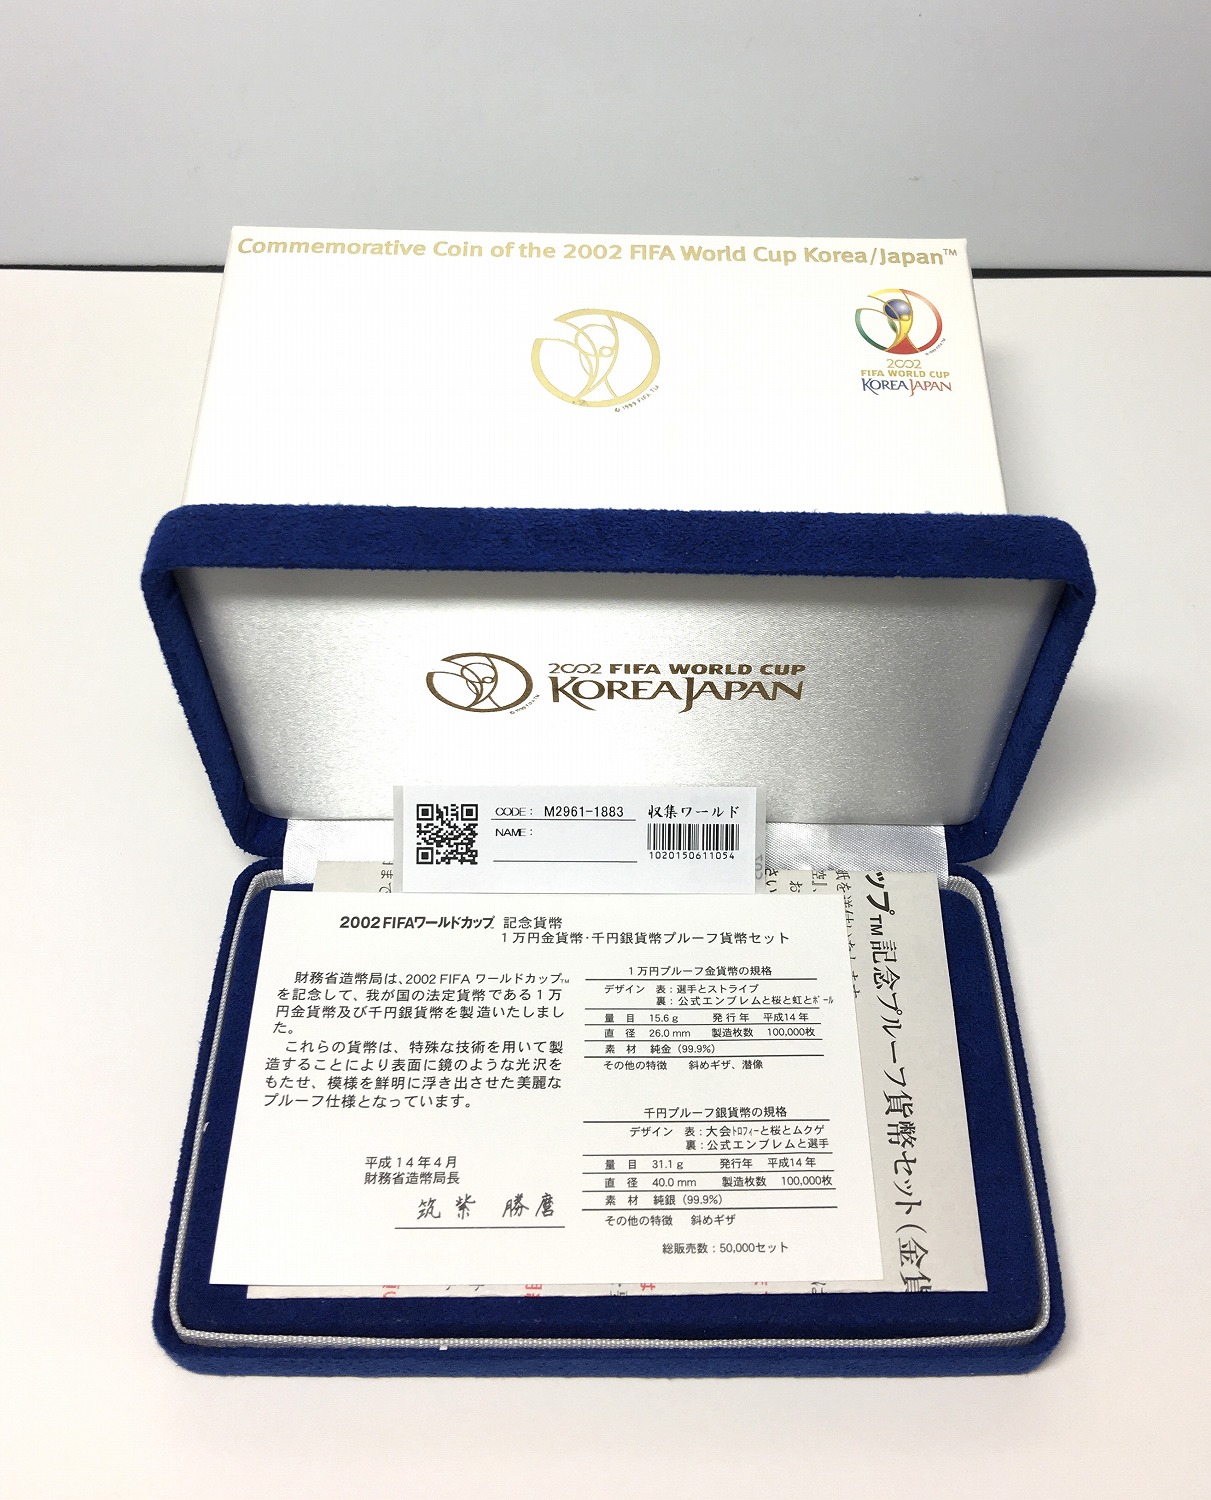 Commemorative Coin of the 2002 FIFA World Cup Korea/Japan™
© 1999 FIFA TM
2002
FIFA WORLD CUP
KOREA JAPAN
2002 FIFA WORLD CUP
KOREA JAPAN
CODE: M2961-1883
収集ワールド
NAME:
1020150611054
2002 FIFAワールドカップ™ 記念貨幣
1万円金貨幣・千円銀貨幣プルーフ貨幣セット
財務省造幣局は、2002 FIFA ワールドカップ™
を記念して、我が国の法定貨幣である1万
円金貨幣及び千円銀貨幣を製造いたしまし
た。
これらの貨幣は、特殊な技術を用いて製
造することにより表面に鏡のような光沢を
もたせ、模様を鮮明に浮き出させた美麗な
プルーフ仕様となっています。
平成14年4月
財務省造幣局長
筑紫 勝麿
1万円プルーフ金貨幣の規格
デザイン 表：選手とストライプ
裏：公式エンブレムと桜と虹とボール
量目 15.6g 発行年 平成14年
直径 26.0mm 製造枚数 100,000枚
素材 純金（99.9%）
その他の特徴 斜めギザ、潜像
千円プルーフ銀貨幣の規格
デザイン 表：大会トロフィーと桜とムクゲ
裏：公式エンブレムと選手
量目 31.1g 発行年 平成14年
直径 40.0mm 製造枚数 100,000枚
素材 純銀（99.9%）
その他の特徴 斜めギザ
総販売数：50,000セット
ップ™記念プルーフ貨幣セット（金貨